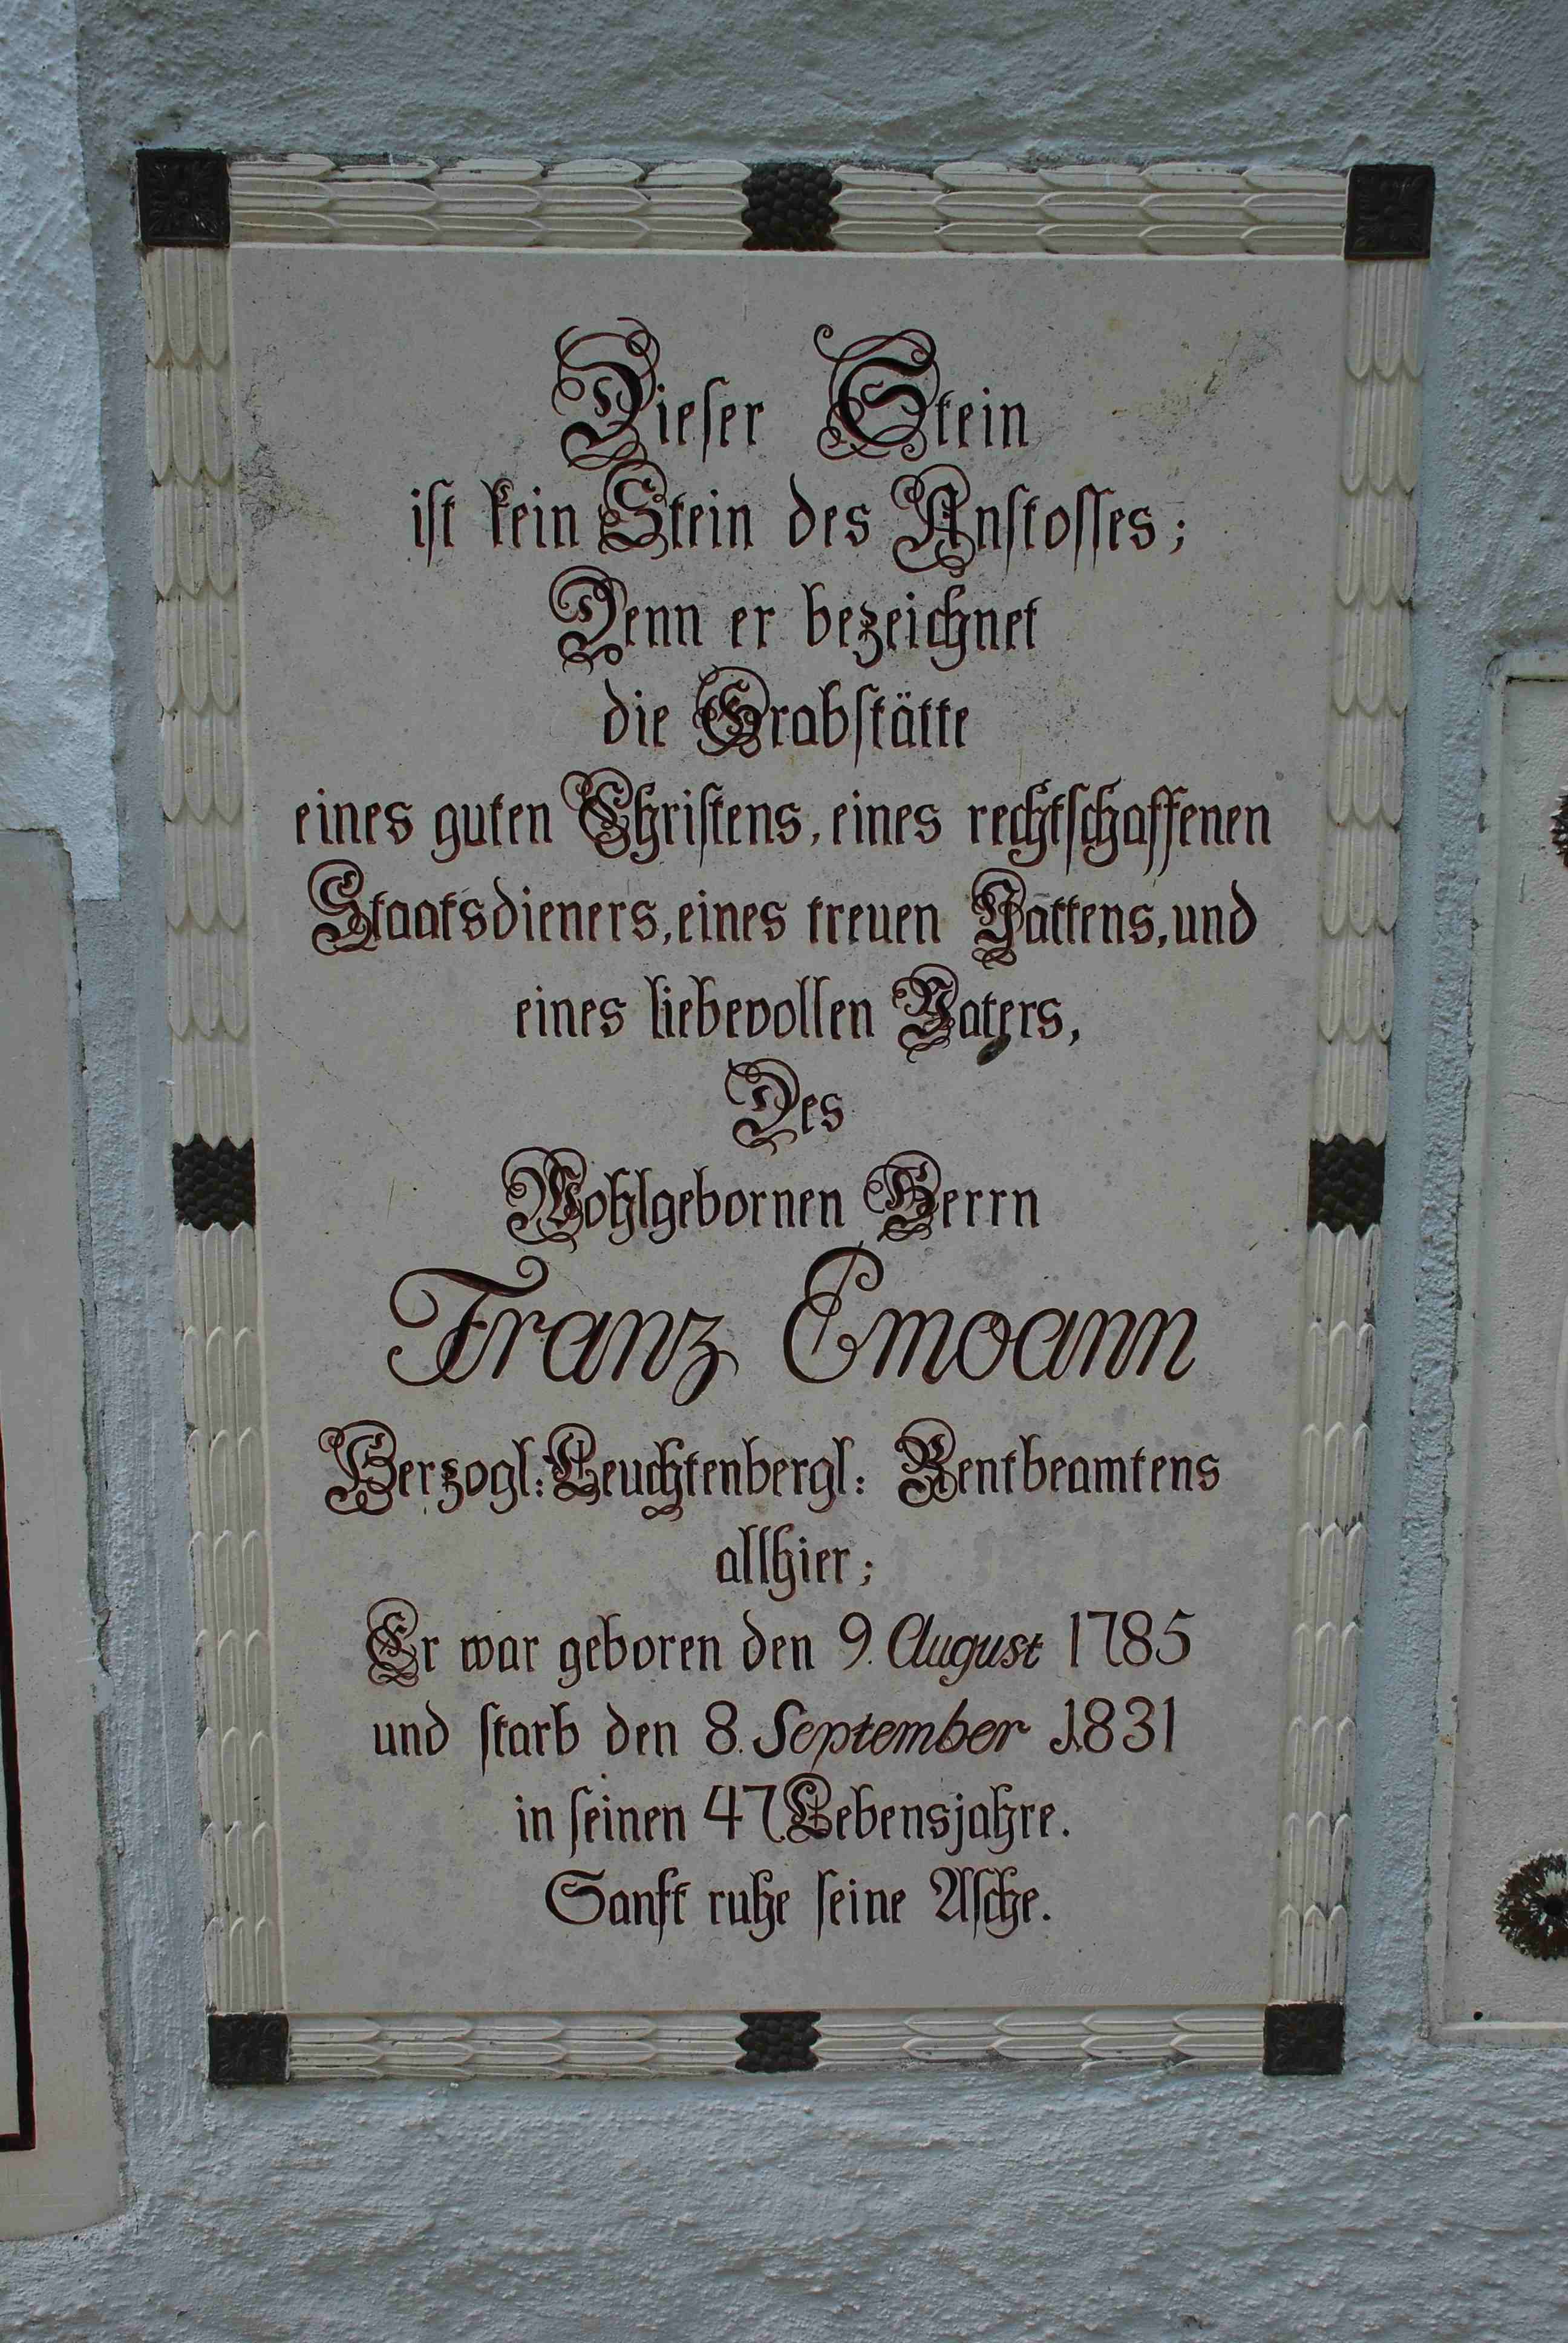 Dieser Stein
ist kein Stein des Anstosses;
Denn er bezeichnet
die Grabstätte
eines guten Christens, eines rechtschaffenen
Staatsdieners, eines treuen Gattens, und
eines liebevollen Vaters,
Des
Wohlgebornen Herrn
Franz Emoann
Herzogl: Leuchtenbergl: Rentbeamtens
allhier;
Er war geboren den 9. August 1785
und starb den 8. September 1831
in seinen 47 Lebensjahre.
Sanft ruhe seine Asche.